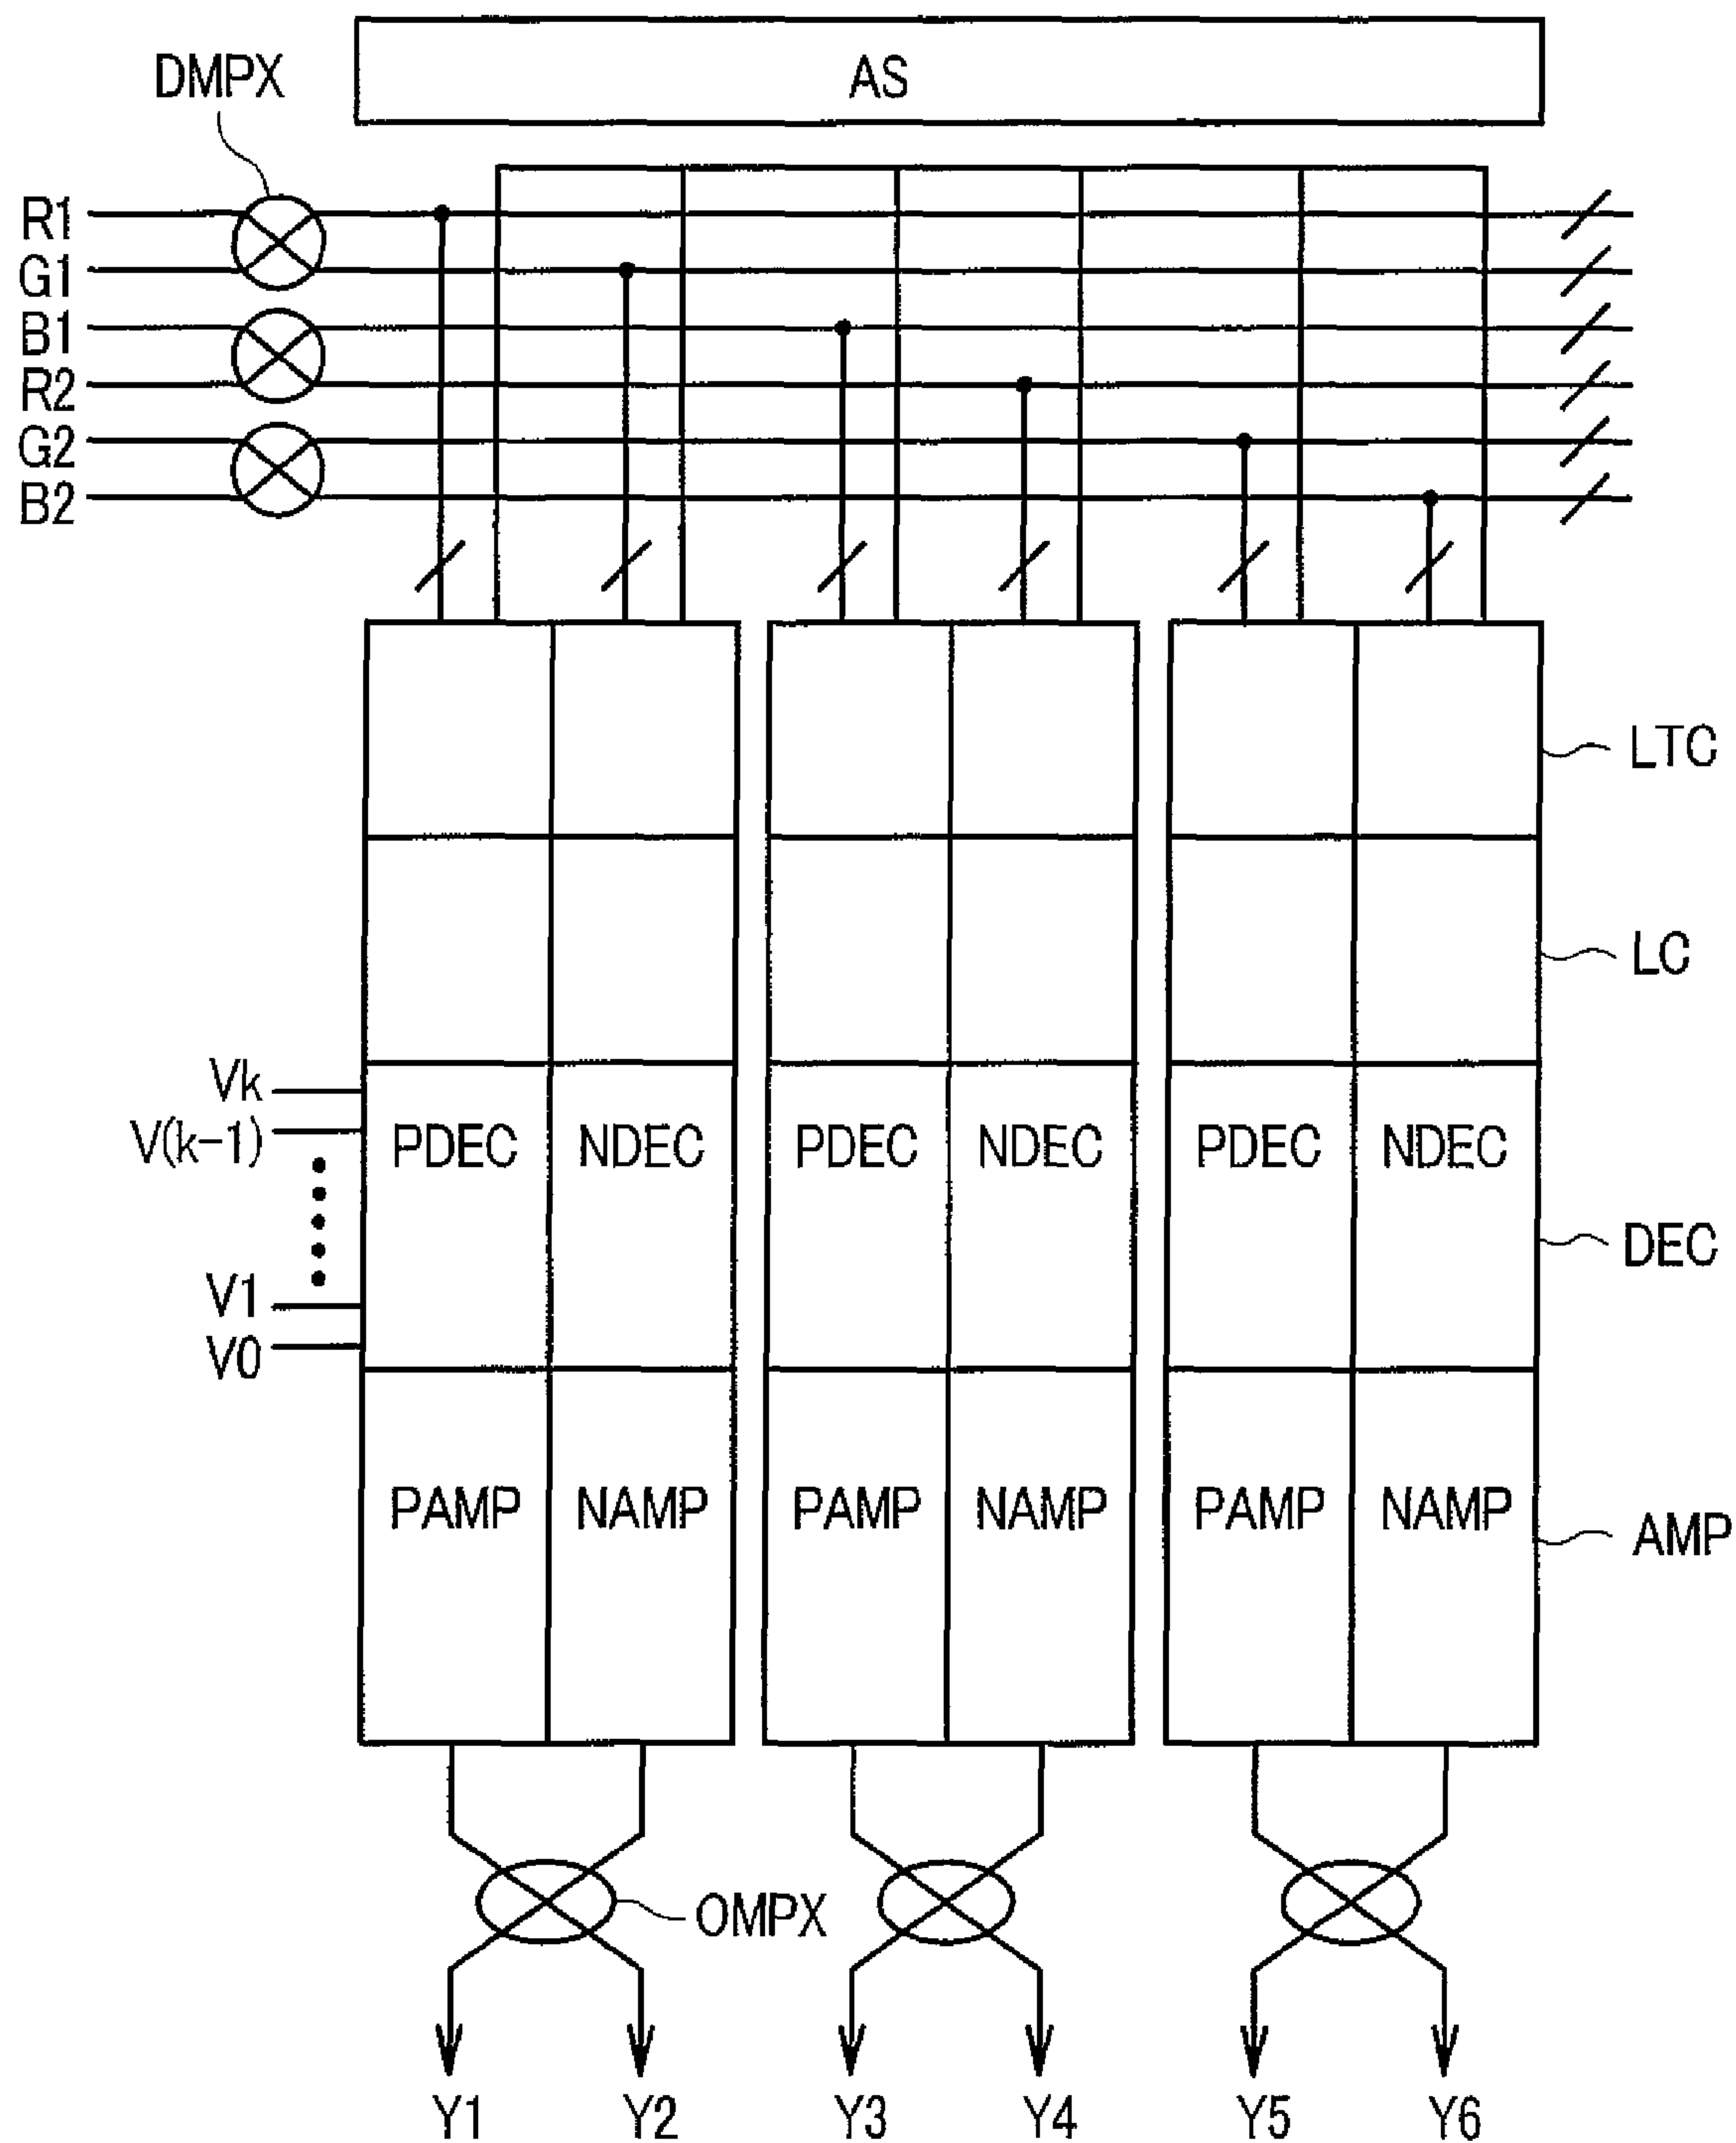 AS
DMPX
R1
G1
B1
R2
G2
B2
LTC
LC
Vk
V(k-1)
V1
V0
PDEC NDEC PDEC NDEC PDEC NDEC
DEC
PAMP NAMP PAMP NAMP PAMP NAMP
AMP
OMPX
Y1 Y2 Y3 Y4 Y5 Y6